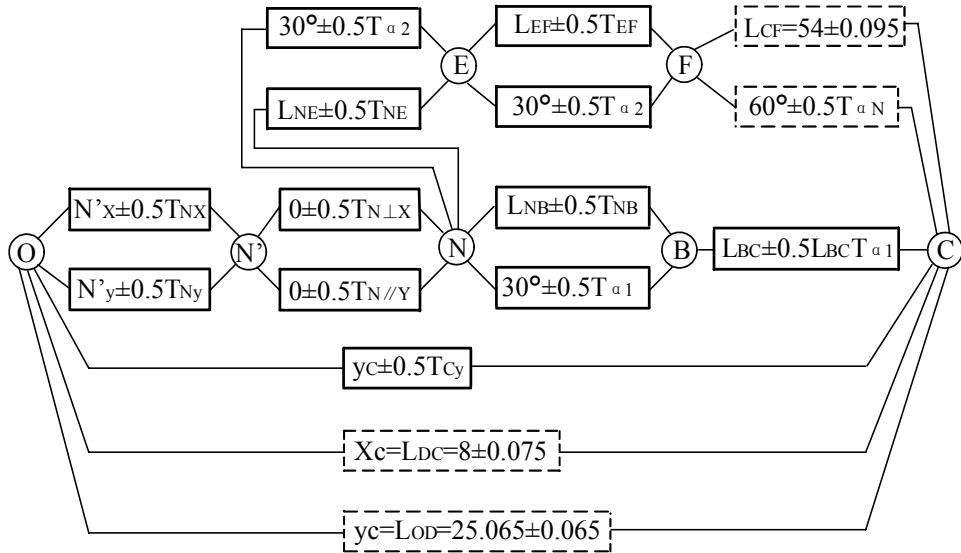 30°±0.5Tα2
LEF±0.5TEF
LCF=54±0.095
E
F
LNE±0.5TNE
30°±0.5Tα2
60°±0.5TαN
N'X±0.5TNX
0±0.5TN⊥X
LNB±0.5TNB
O
N'
N
B
LBC±0.5LBCTα1
C
N'y±0.5TNy
0±0.5TN//Y
30°±0.5Tα1
yC±0.5TCy
Xc=LDC=8±0.075
yc=LOD=25.065±0.065